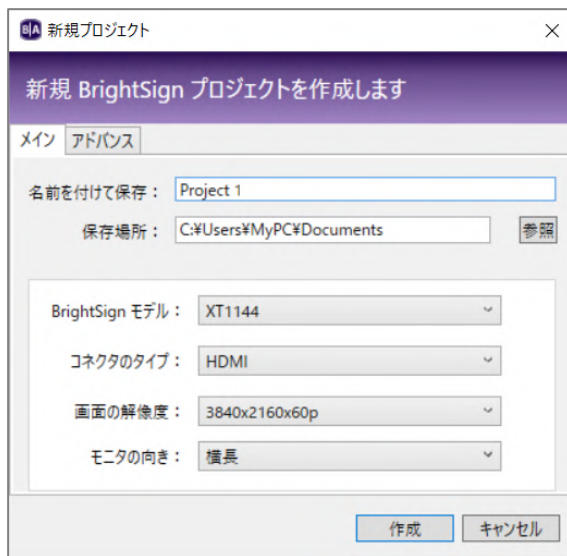 B|A 新規プロジェクト
新規 BrightSign プロジェクトを作成します
メイン アドバンス
名前を付けて保存： Project 1
保存場所： C:¥Users¥MyPC¥Documents 参照
BrightSign モデル： XT1144
コネクタのタイプ： HDMI
画面の解像度： 3840x2160x60p
モニタの向き： 横長
作成 キャンセル